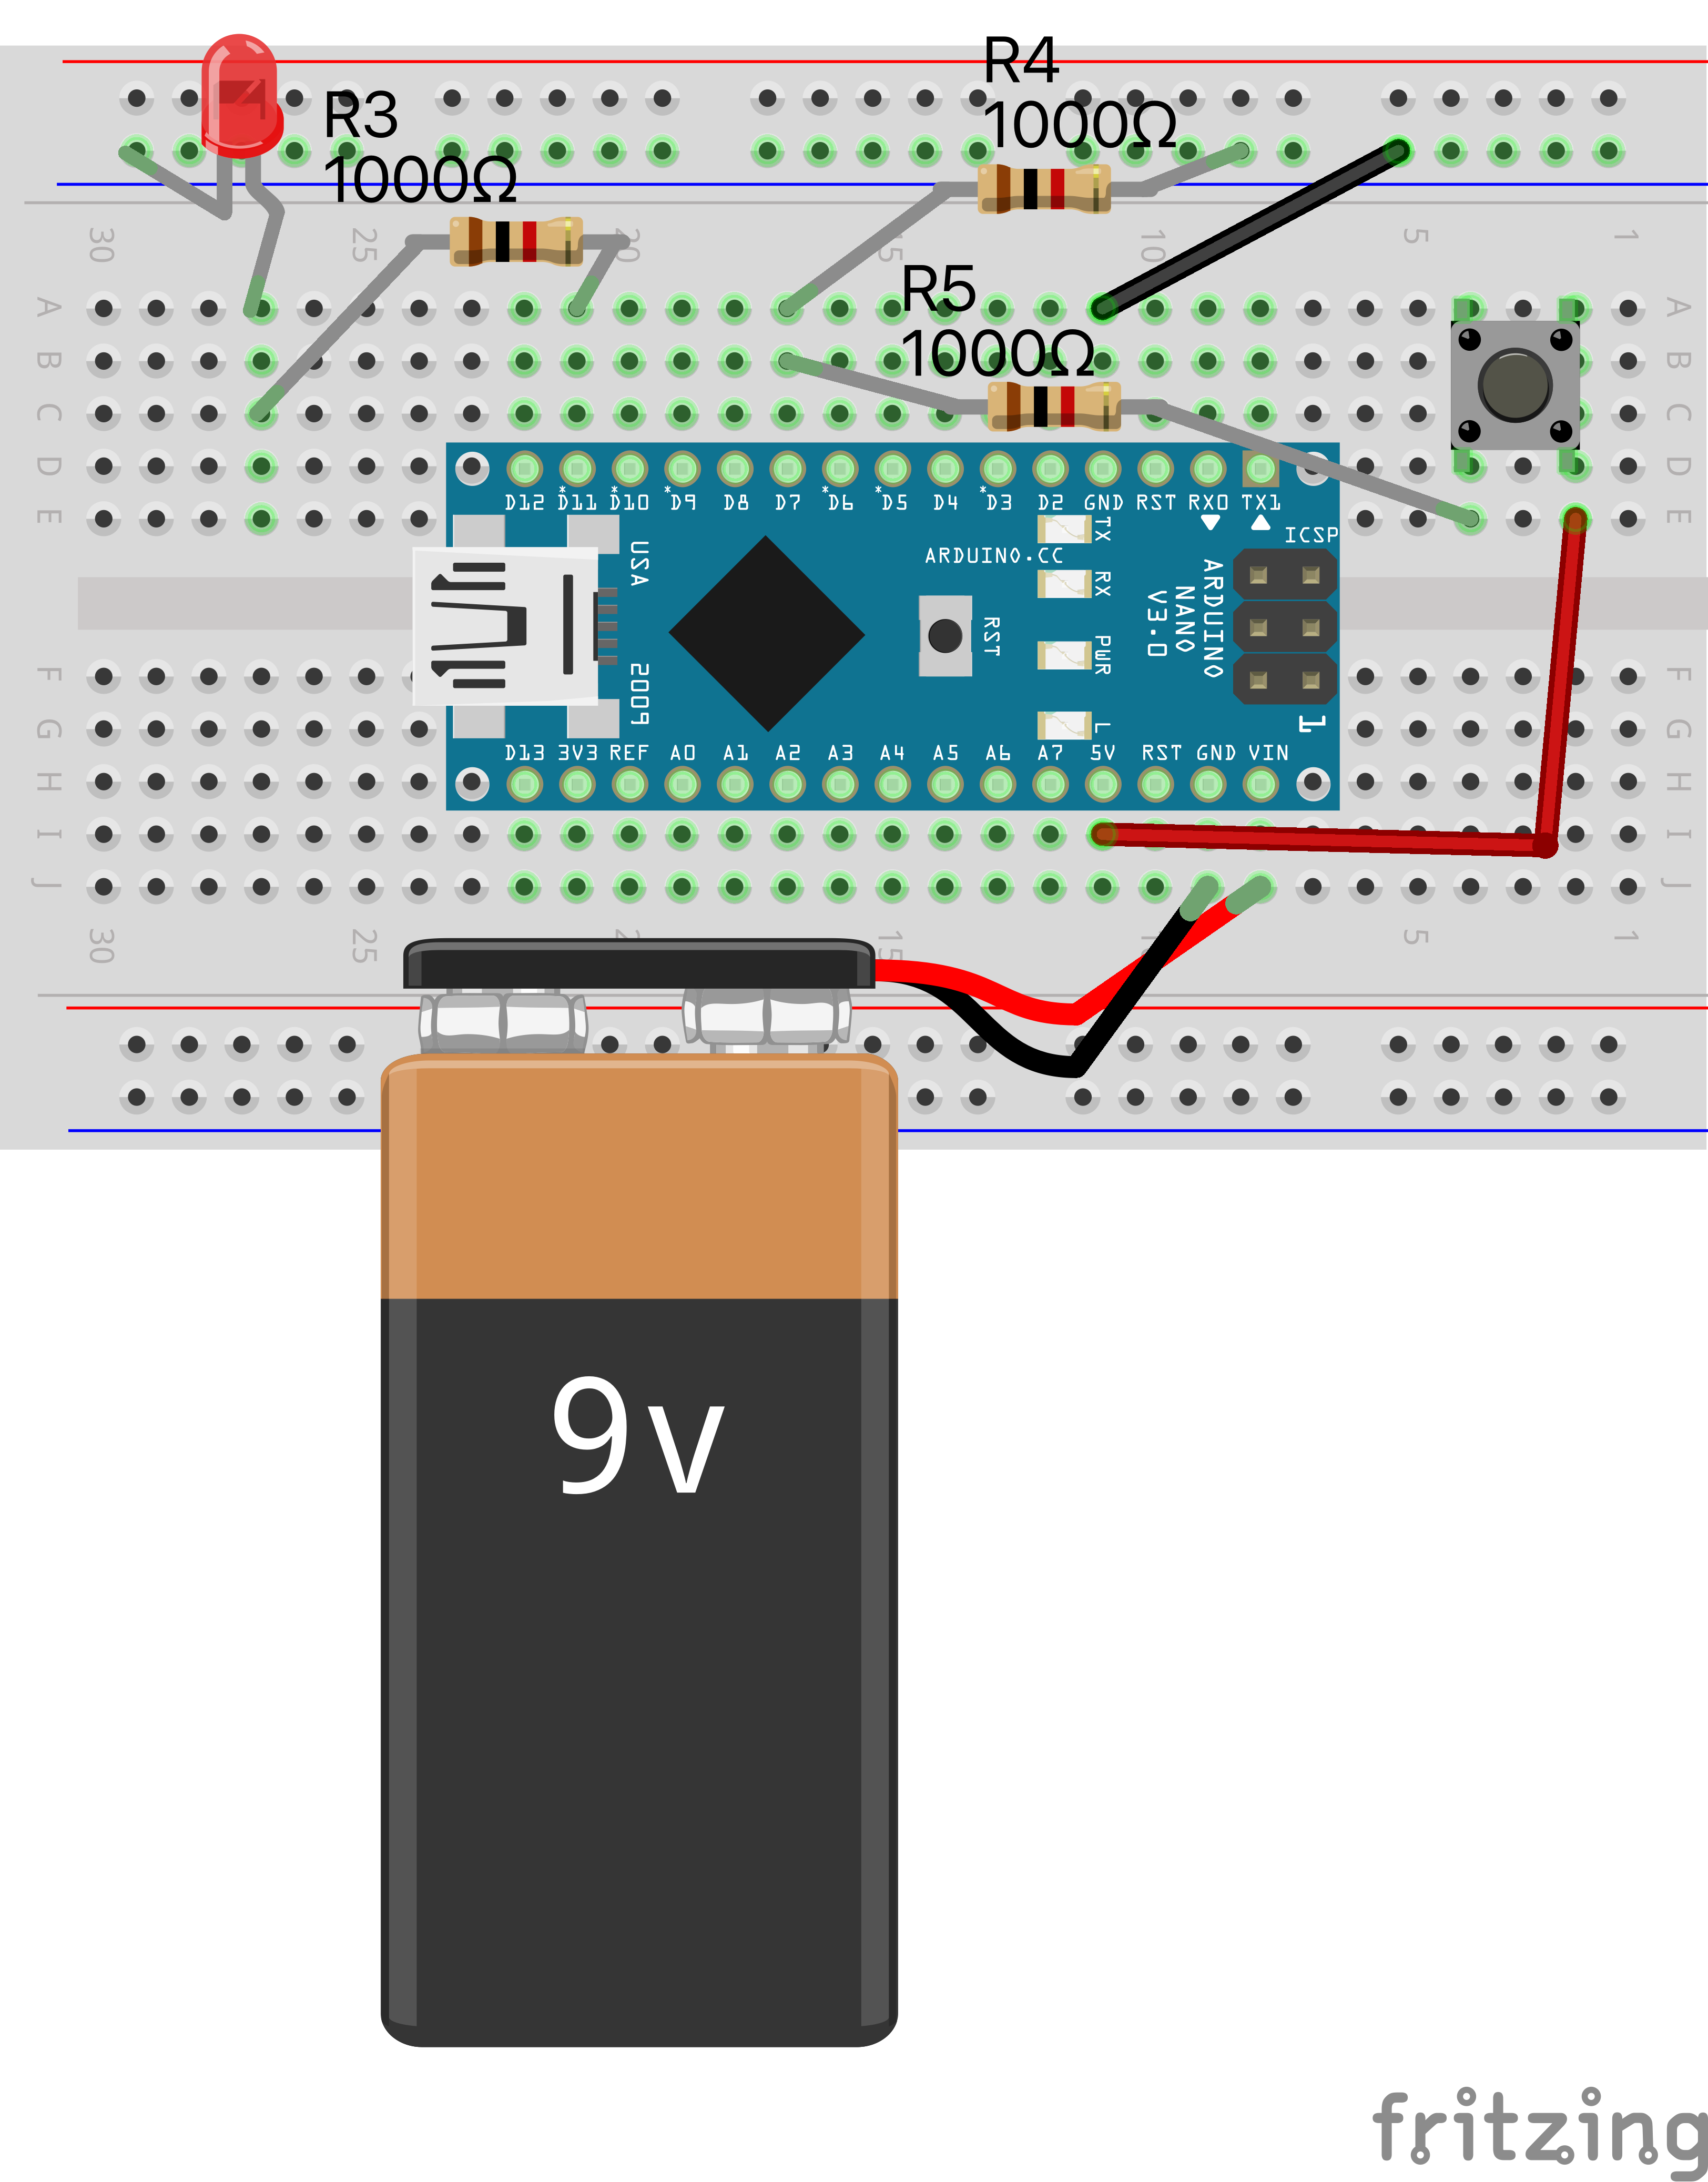 R4
1000Ω
R3
1000Ω
30 25 20 15 10 5 1
R5
1000Ω
A A
B B
C C
D D
E E
D12 *D11 *D10 *D9 D8 D7 *D6 *D5 D4 *D3 D2 GND RST RX0 TX1
TX
ICSP
USA
ARDUINO.CC
RX
ARDUINO
NANO
V3.0
RST
PWR
2009
L
1
D13 3V3 REF A0 A1 A2 A3 A4 A5 A6 A7 5V RST GND VIN
F F
G G
H H
I I
J J
30 25 15 5 1
9v
fritzing